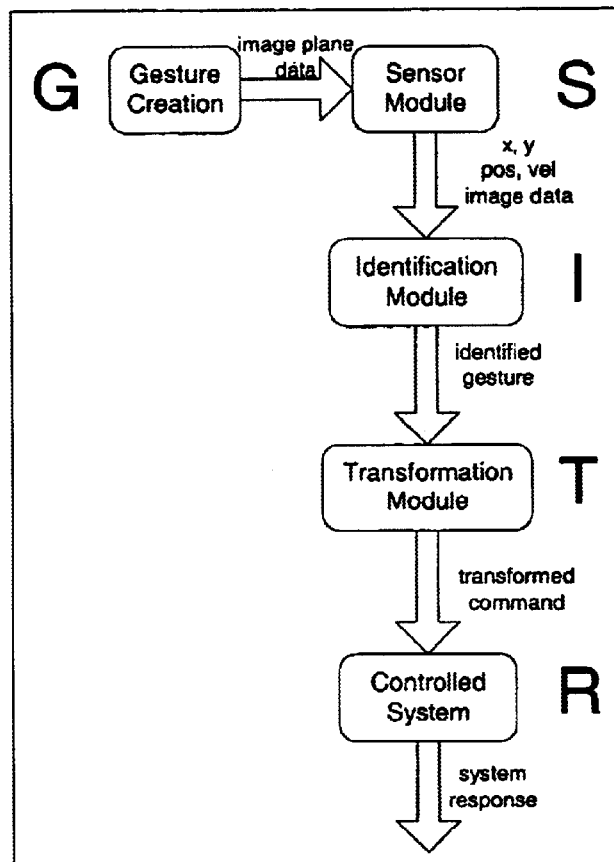 G
Gesture
Creation
image plane
data
Sensor
Module
S
x, y
pos, vel
image data
Identification
Module
I
identified
gesture
Transformation
Module
T
transformed
command
Controlled
System
R
system
response